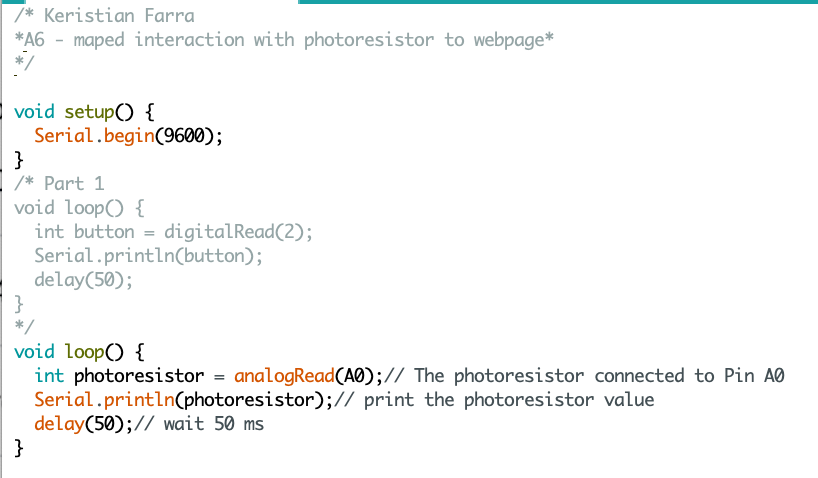 /* Keristian Farra
*A6 - maped interaction with photoresistor to webpage*
*/
void setup() {
  Serial.begin(9600);
}
/* Part 1
void loop() {
  int button = digitalRead(2);
  Serial.println(button);
  delay(50);
}
*/
void loop() {
  int photoresistor = analogRead(A0);// The photoresistor connected to Pin A0
  Serial.println(photoresistor);// print the photoresistor value
  delay(50);// wait 50 ms
}